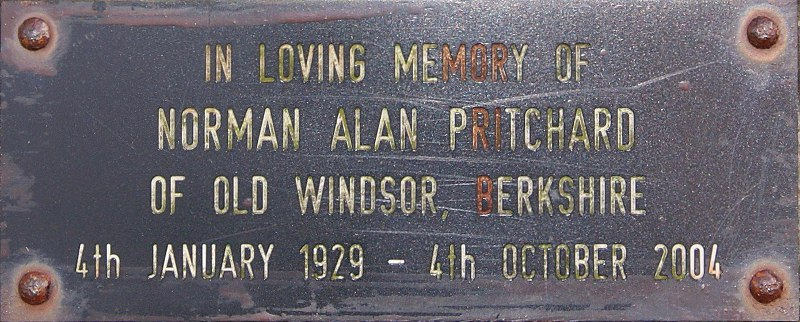 IN LOVING MEMORY OF
NORMAN ALAN PRITCHARD
OF OLD WINDSOR, BERKSHIRE
4th JANUARY 1929 - 4th OCTOBER 2004